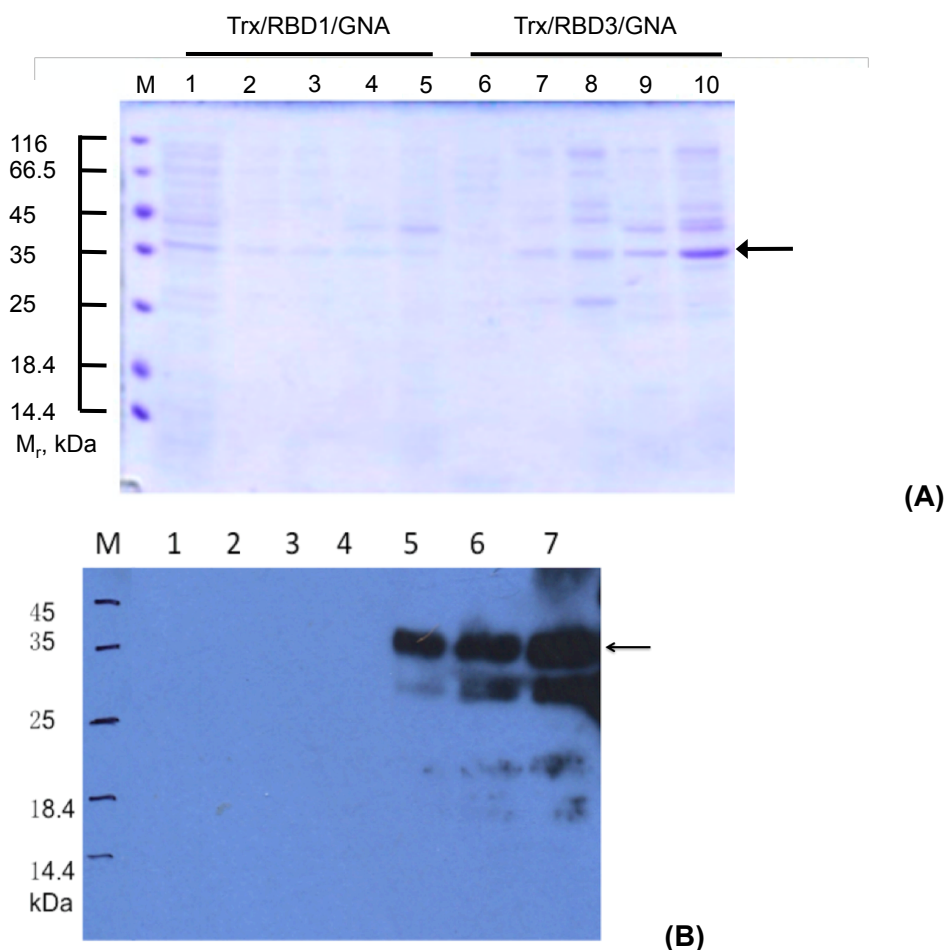 Trx/RBD1/GNA Trx/RBD3/GNA
M 1 2 3 4 5 6 7 8 9 10
116
66.5
45
35
25
18.4
14.4
Mr, kDa
(A)
M 1 2 3 4 5 6 7
45
35
25
18.4
14.4
kDa
(B)